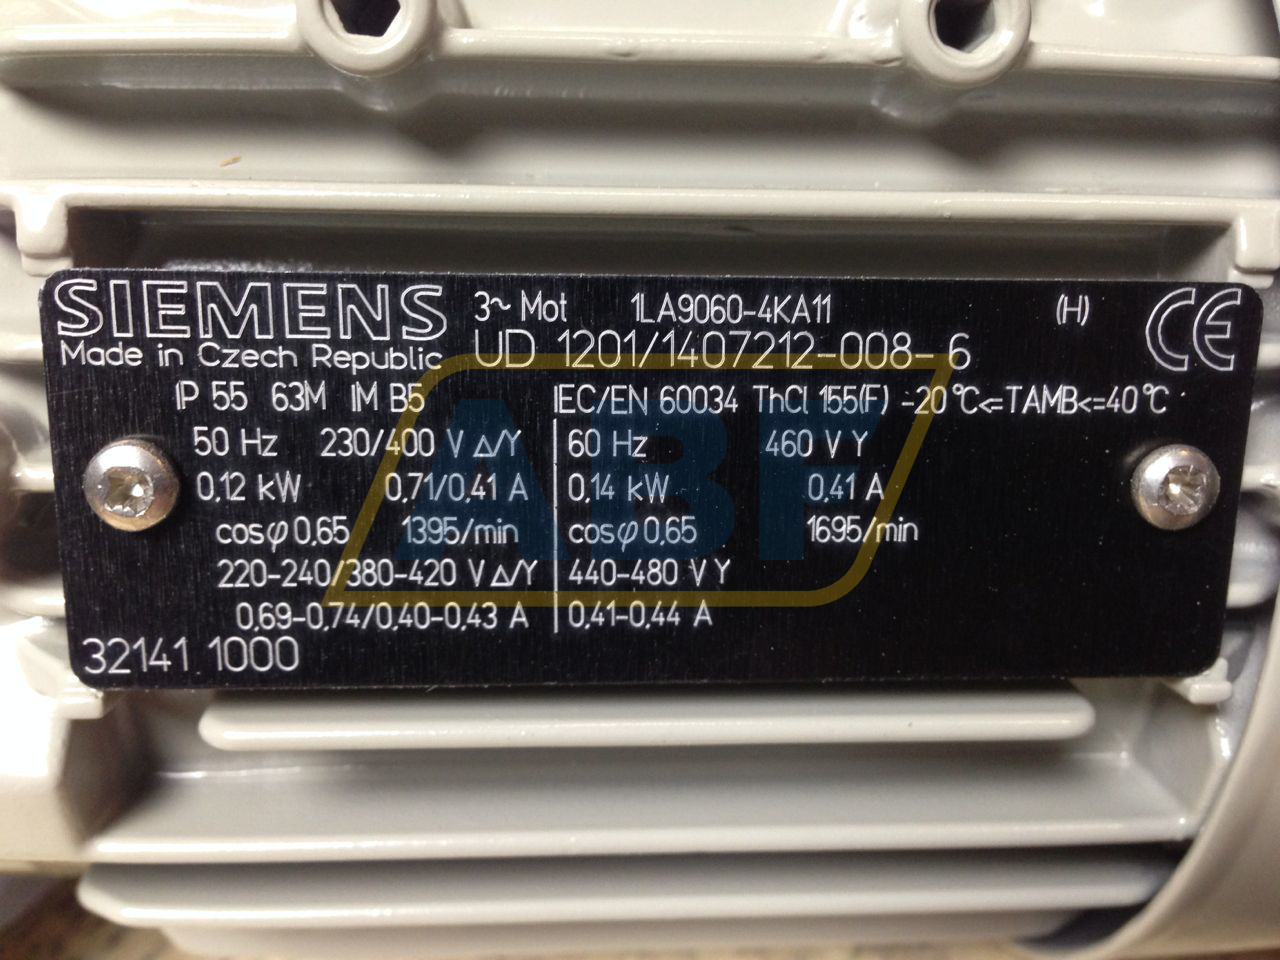 SIEMENS 3~ Mot 1LA9060-4KA11 (H) CE
Made in Czech Republic UD 1201/1407212-008-6
IP 55 63M IM B5 IEC/EN 60034 ThCl 155(F) -20°C<=TAMB<=40°C
50 Hz 230/400 V Δ/Y 60 Hz 460 V Y
0,12 kW 0,71/0,41 A 0,14 kW 0,41 A
cosφ 0,65 1395/min cosφ 0,65 1695/min
220-240/380-420 V Δ/Y 440-480 V Y
0,69-0,74/0,40-0,43 A 0,41-0,44 A
32141 1000
ABF